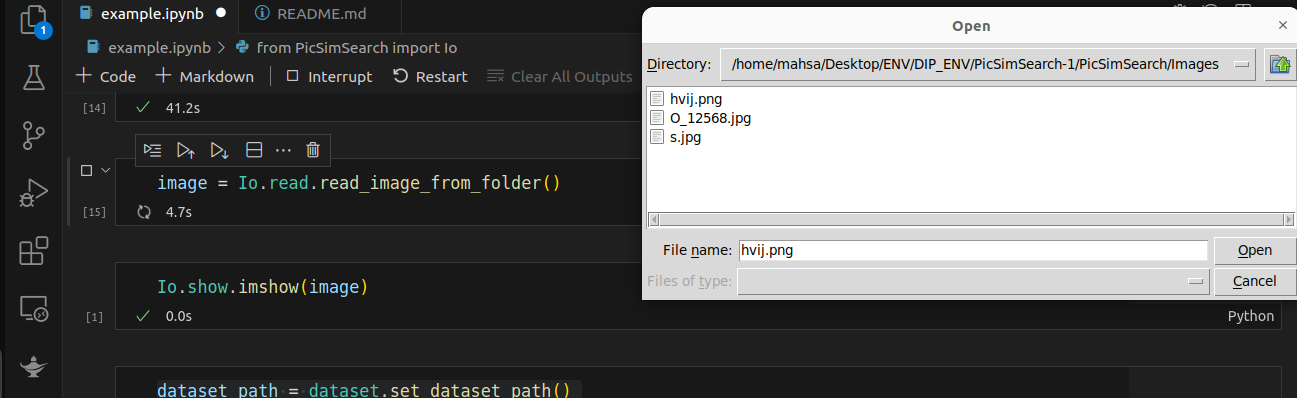 example.ipynb
README.md
1
example.ipynb
from PicSimSearch import Io
Code
Markdown
Interrupt
Restart
Clear All Outputs
[14]
41.2s
image = Io.read.read_image_from_folder()
[15]
4.7s
Io.show.imshow(image)
[1]
0.0s
Python
dataset_path = dataset.set_dataset_path()
Open
Directory:
/home/mahsa/Desktop/ENV/DIP_ENV/PicSimSearch-1/PicSimSearch/Images
hvij.png
O_12568.jpg
s.jpg
File name:
hvij.png
Open
Files of type:
Cancel